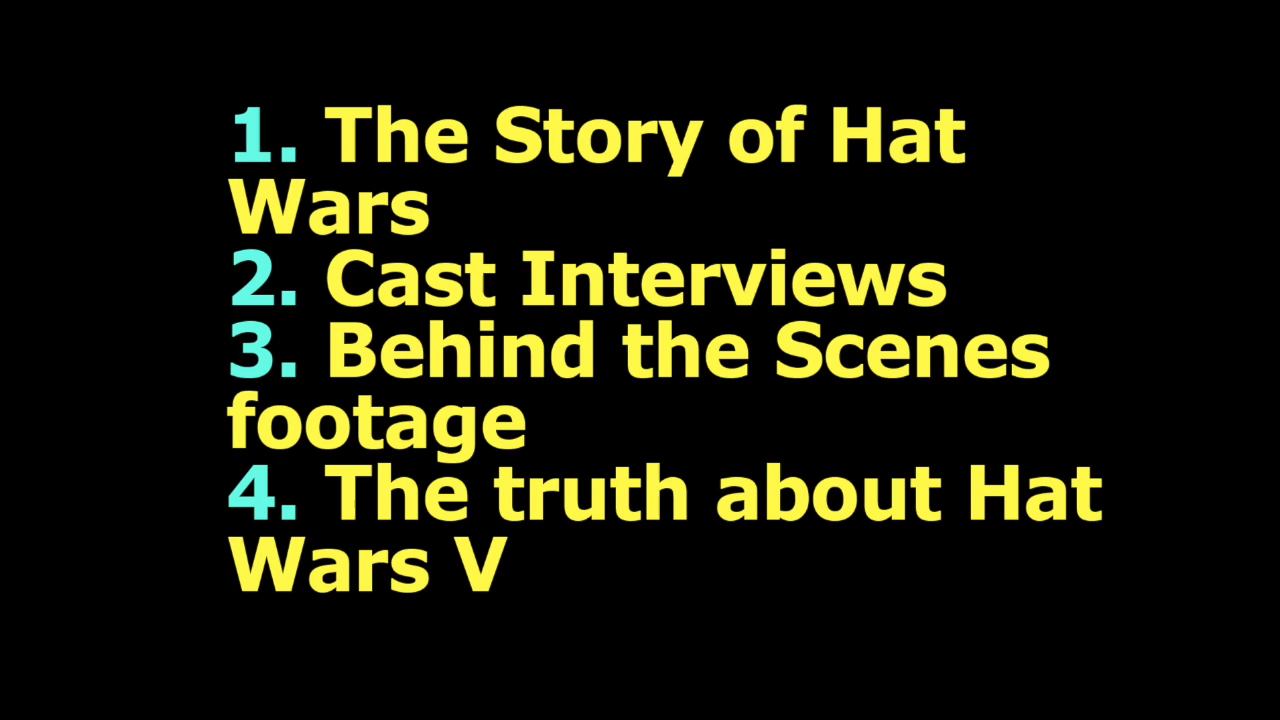 1. The Story of Hat
Wars
2. Cast Interviews
3. Behind the Scenes
footage
4. The truth about Hat
Wars V